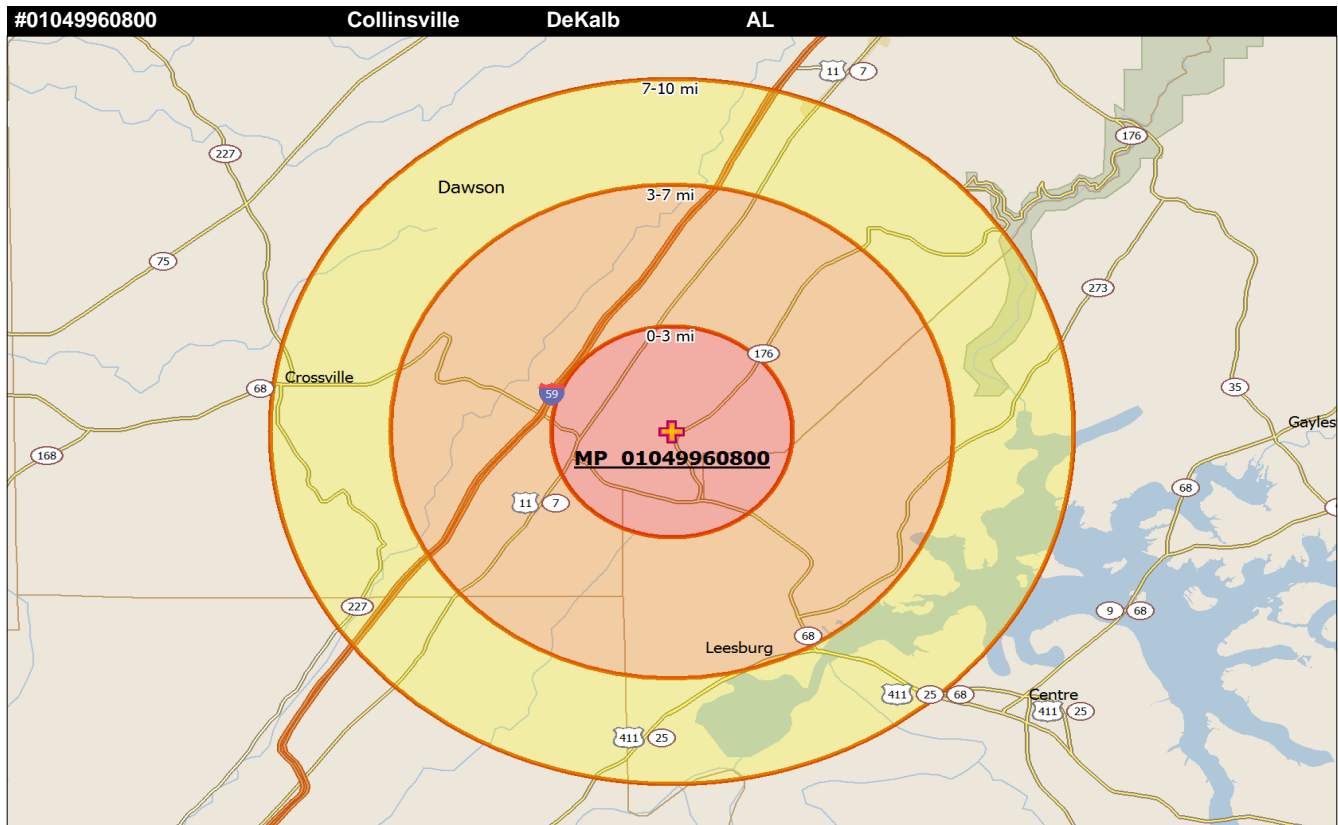 #01049960800 Collinsville DeKalb AL
7-10 mi
11 7
176
227
Dawson
3-7 mi
75
273
0-3 mi
176
59
Crossville
68
35
Gayles
168
MP 01049960800
68
11 7
227
9 68
68
Leesburg
411 25 68
Centre
411 25
411 25